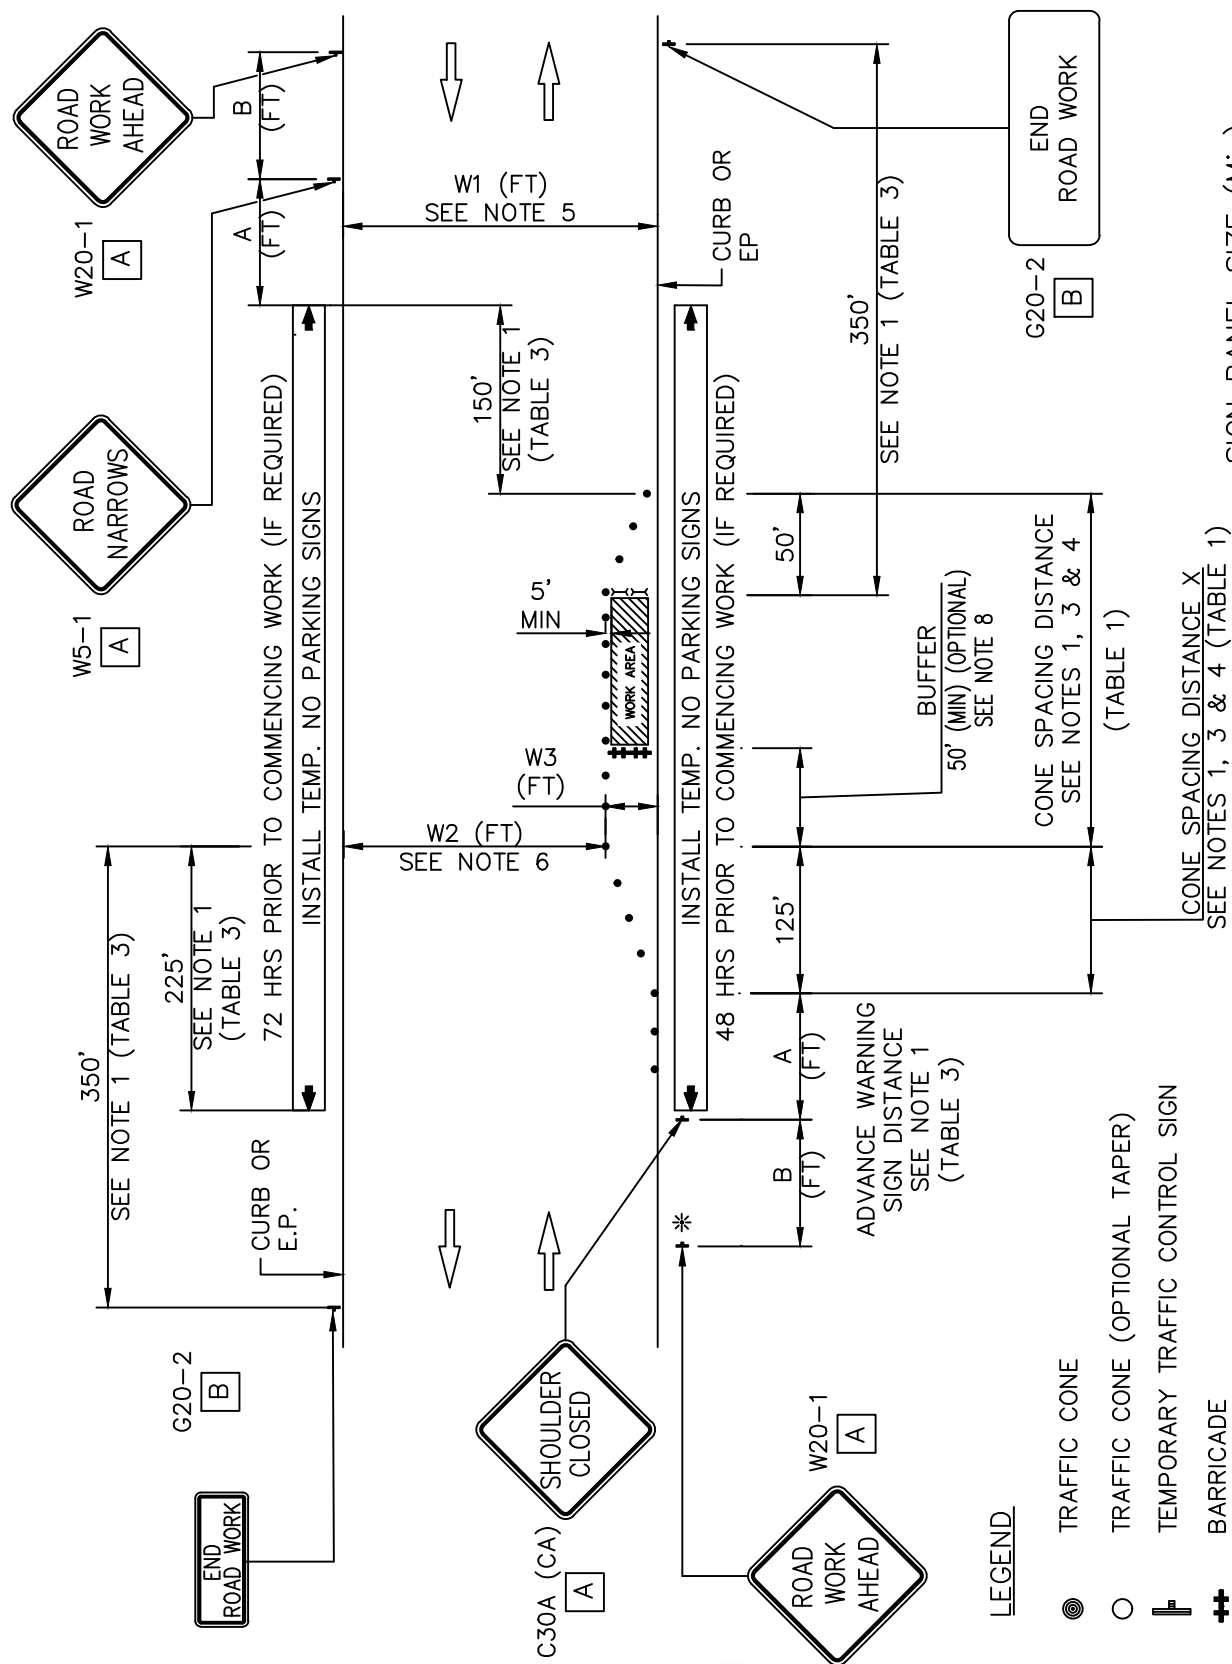 END
ROAD WORK
G20-2
B
350'
SEE NOTE 1 (TABLE 3)
225'
SEE NOTE 1
(TABLE 3)
CURB OR
E.P.
W5-1
A
ROAD
NARROWS
W20-1
A
ROAD
WORK
AHEAD
A
(FT)
B
(FT)
72 HRS PRIOR TO COMMENCING WORK (IF REQUIRED)
INSTALL TEMP. NO PARKING SIGNS
W2 (FT)
SEE NOTE 6
W3
(FT)
5'
MIN
WORK AREA
150'
SEE NOTE 1
(TABLE 3)
W1 (FT)
SEE NOTE 5
CURB OR
EP
INSTALL TEMP. NO PARKING SIGNS
48 HRS PRIOR TO COMMENCING WORK (IF REQUIRED)
C30A (CA)
A
SHOULDER
CLOSED
W20-1
A
ROAD
WORK
AHEAD
B
(FT)
A
(FT)
ADVANCE WARNING
SIGN DISTANCE
SEE NOTE 1
(TABLE 3)
125'
BUFFER
50' (MIN) (OPTIONAL)
SEE NOTE 8
50'
350'
SEE NOTE 1 (TABLE 3)
CONE SPACING DISTANCE
SEE NOTES 1, 3 & 4
(TABLE 1)
CONE SPACING DISTANCE X
SEE NOTES 1, 3 & 4 (TABLE 1)
G20-2
B
END
ROAD WORK
LEGEND
TRAFFIC CONE
TRAFFIC CONE (OPTIONAL TAPER)
TEMPORARY TRAFFIC CONTROL SIGN
BARRICADE
SIGN PANEL SIZE